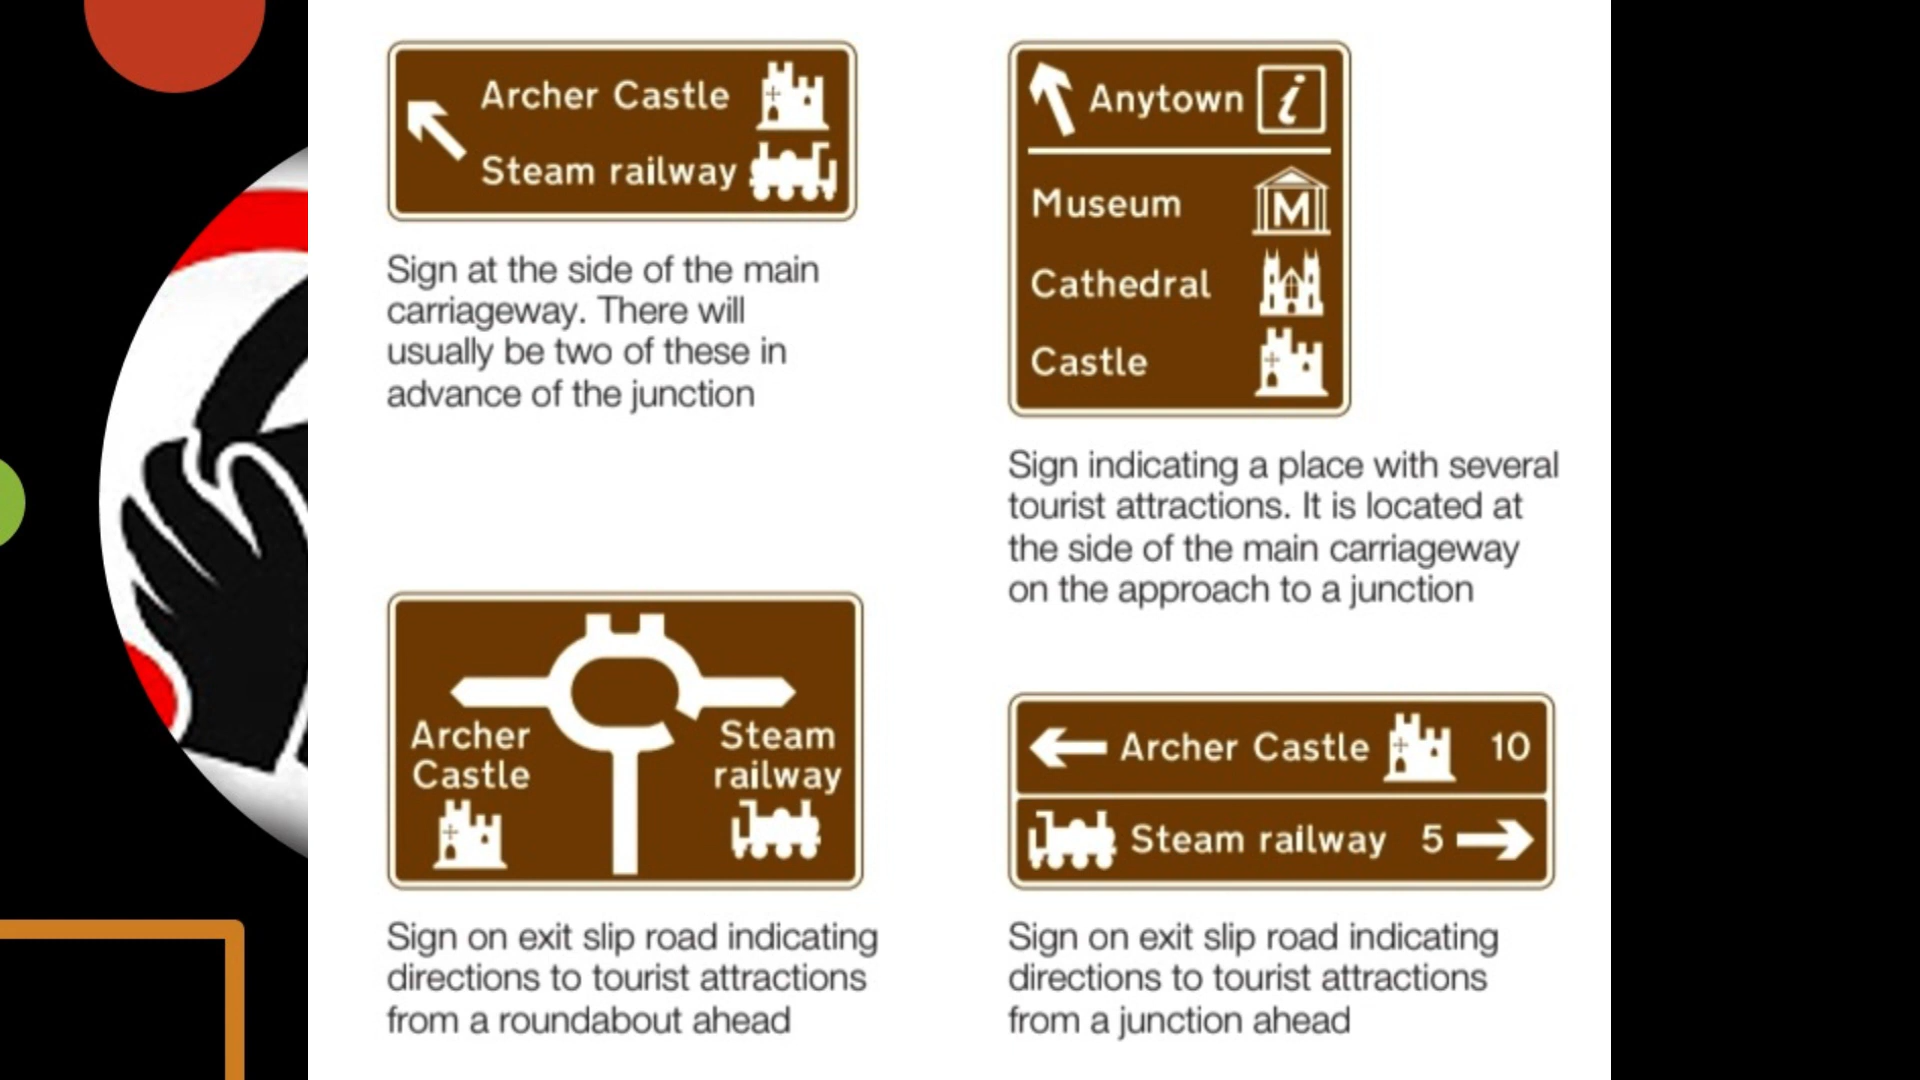 Archer Castle
Steam railway
Sign at the side of the main
carriageway. There will
usually be two of these in
advance of the junction
Anytown i
Museum M
Cathedral
Castle
Sign indicating a place with several
tourist attractions. It is located at
the side of the main carriageway
on the approach to a junction
Archer
Castle
Steam
railway
Sign on exit slip road indicating
directions to tourist attractions
from a roundabout ahead
Archer Castle 10
Steam railway 5
Sign on exit slip road indicating
directions to tourist attractions
from a junction ahead